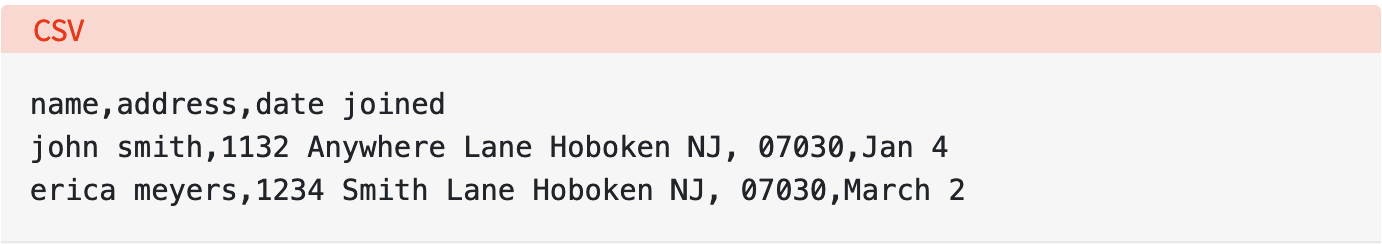 CSV
name,address,date joined
john smith,1132 Anywhere Lane Hoboken NJ, 07030,Jan 4
erica meyers,1234 Smith Lane Hoboken NJ, 07030,March 2